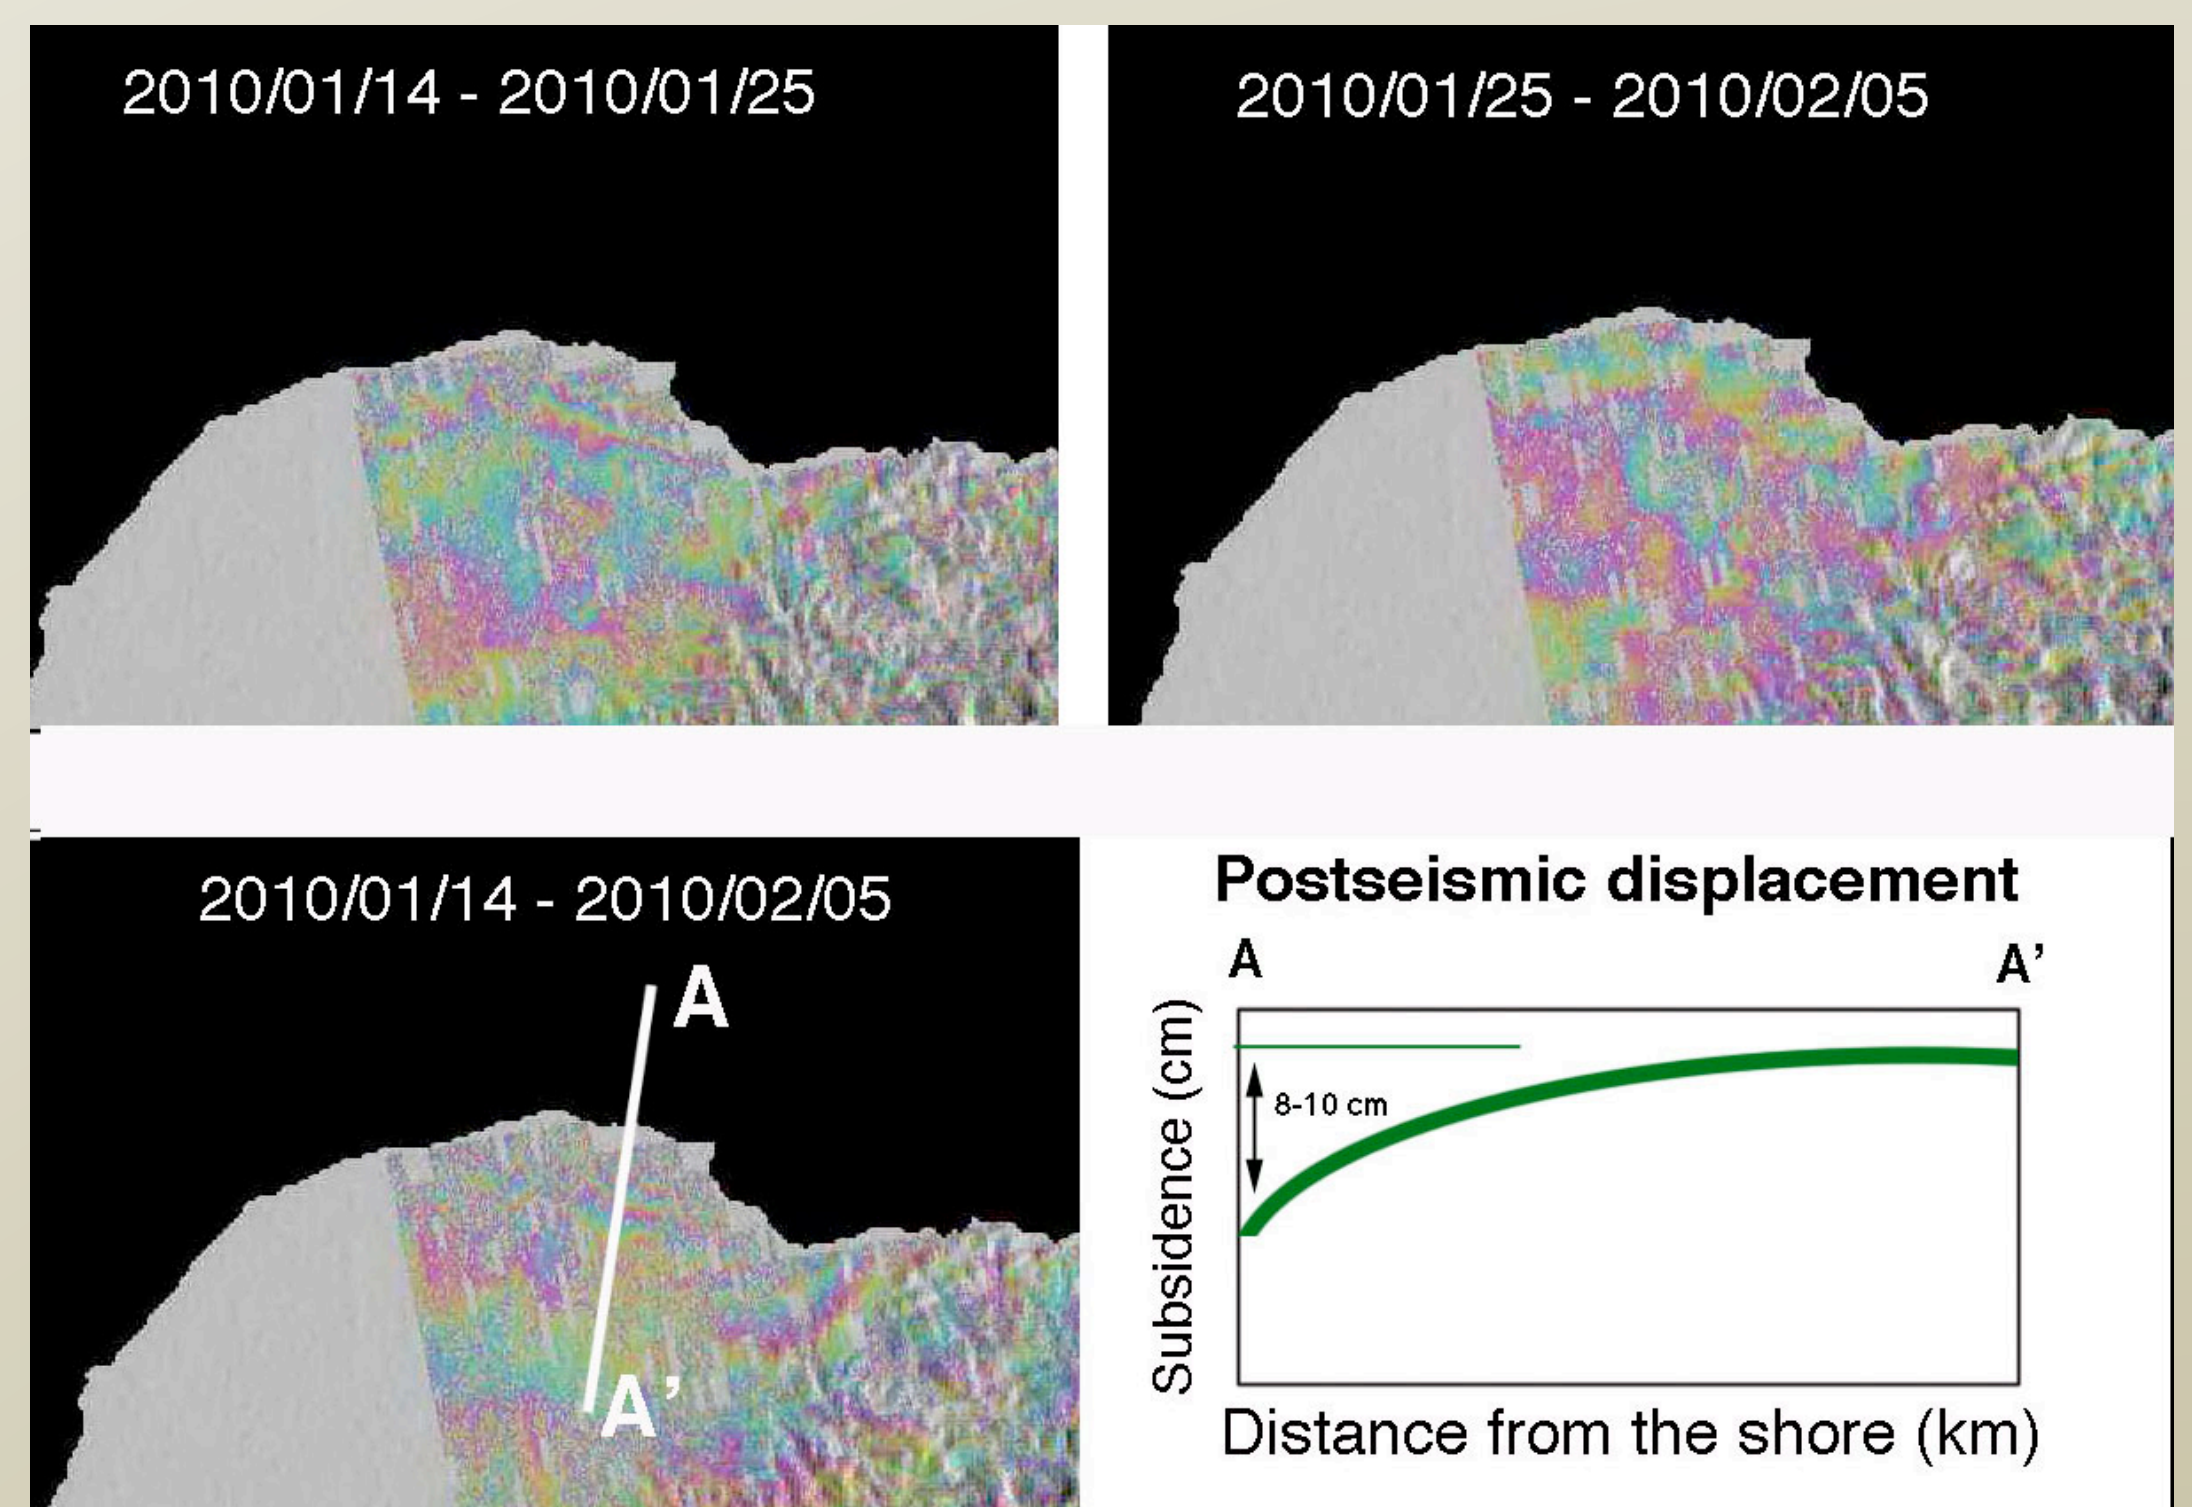 2010/01/14 - 2010/01/25
2010/01/25 - 2010/02/05
2010/01/14 - 2010/02/05
A
A'
Postseismic displacement
A
A'
Subsidence (cm)
8-10 cm
Distance from the shore (km)